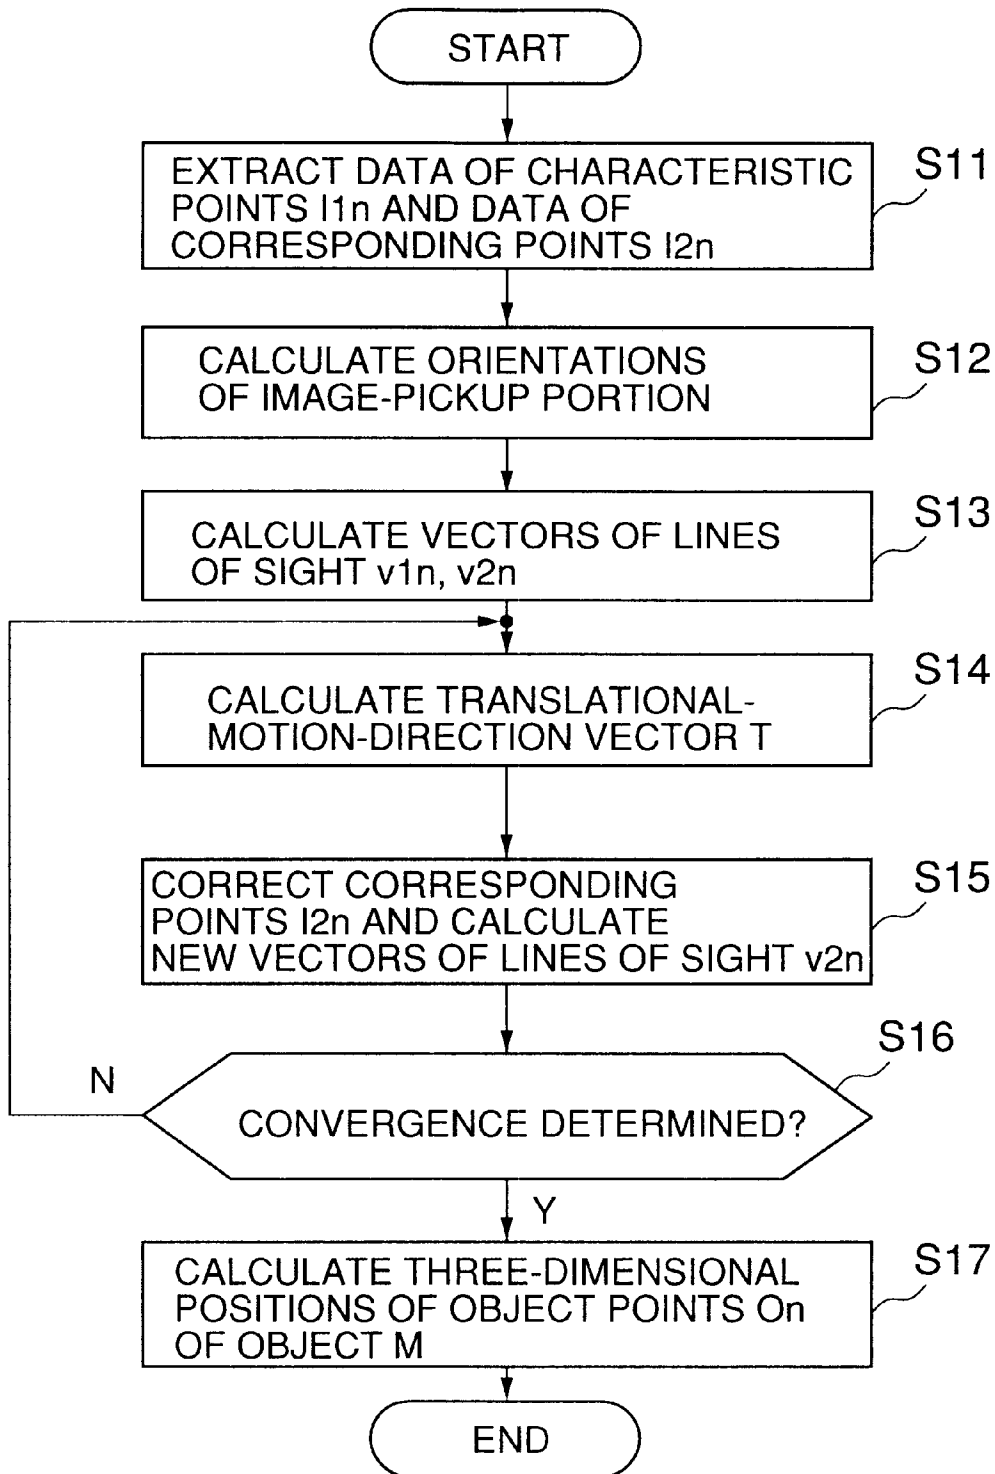 START
S11
EXTRACT DATA OF CHARACTERISTIC
POINTS I1n AND DATA OF
CORRESPONDING POINTS I2n
S12
CALCULATE ORIENTATIONS
OF IMAGE-PICKUP PORTION
S13
CALCULATE VECTORS OF LINES
OF SIGHT v1n, v2n
S14
CALCULATE TRANSLATIONAL-
MOTION-DIRECTION VECTOR T
S15
CORRECT CORRESPONDING
POINTS I2n AND CALCULATE
NEW VECTORS OF LINES OF SIGHT v2n
S16
N
CONVERGENCE DETERMINED?
Y
S17
CALCULATE THREE-DIMENSIONAL
POSITIONS OF OBJECT POINTS On
OF OBJECT M
END